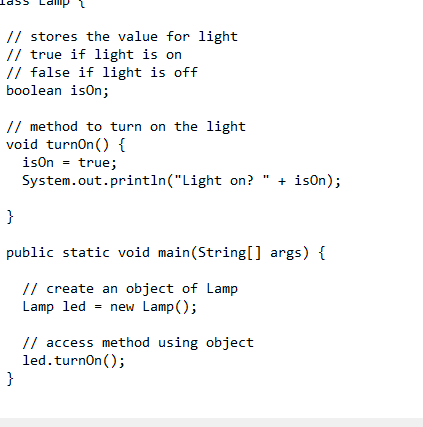 lass Lamp {
// stores the value for light
// true if light is on
// false if light is off
boolean isOn;
// method to turn on the light
void turnOn() {
isOn = true;
System.out.println("Light on? " + isOn);
}
public static void main(String[] args) {
// create an object of Lamp
Lamp led = new Lamp();
// access method using object
led.turnOn();
}